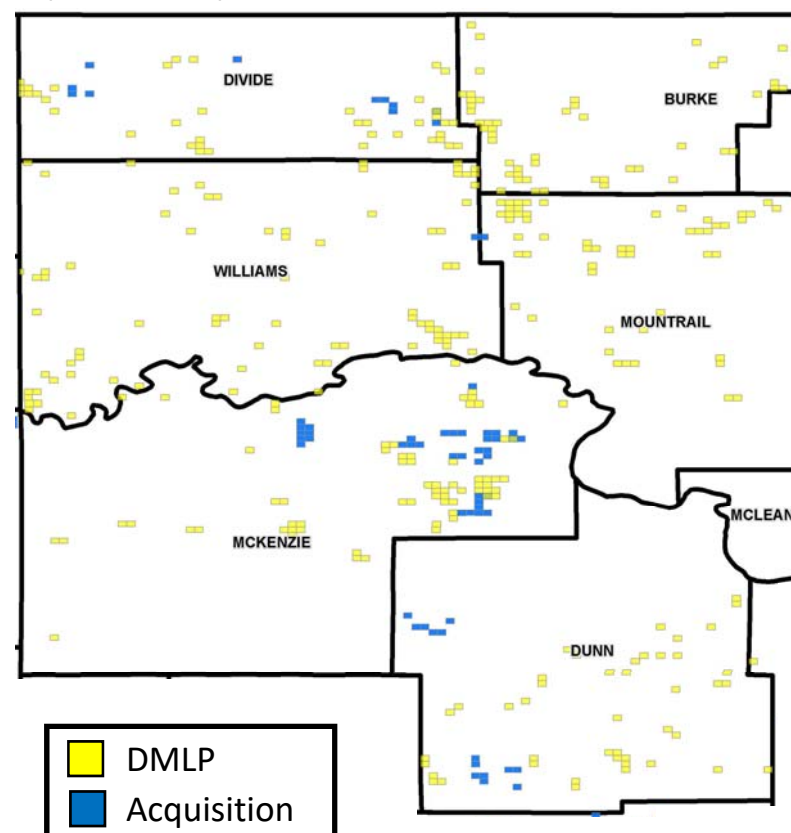 DIVIDE
BURKE
WILLIAMS
MOUNTRAIL
MCLEAN
MCKENZIE
DUNN
DMLP
Acquisition